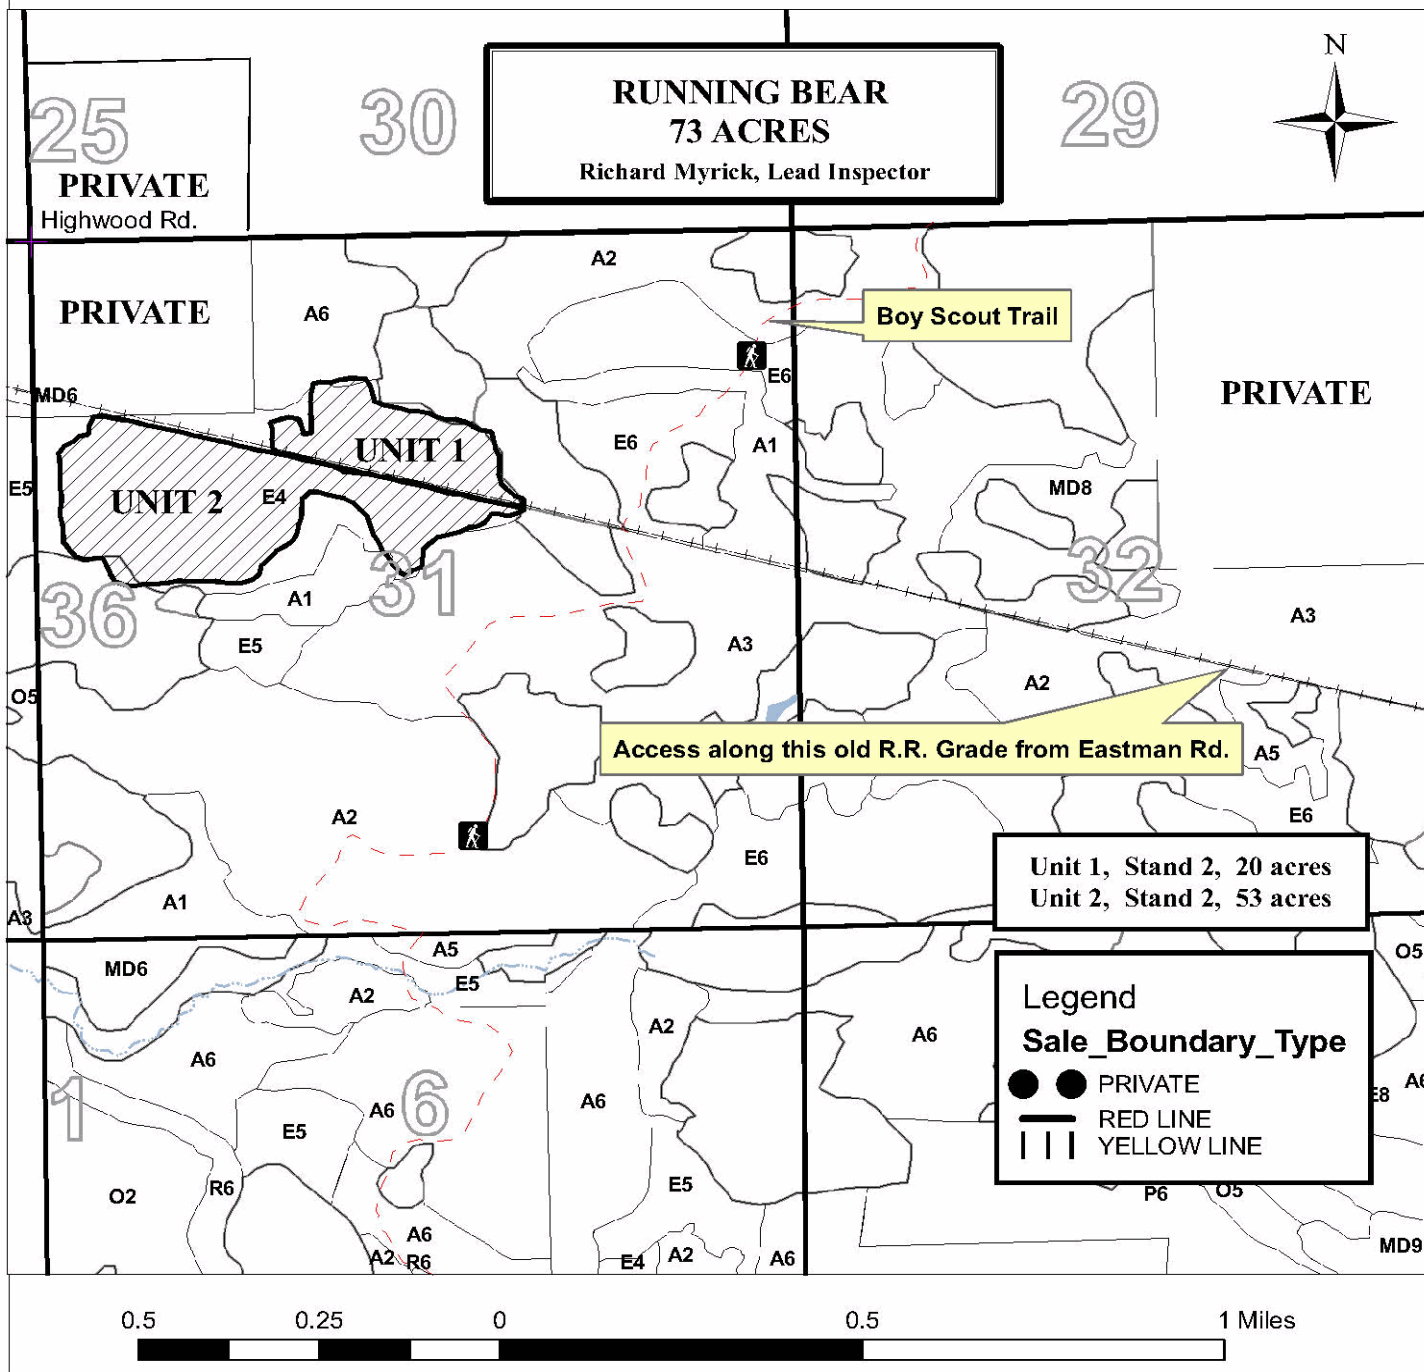 RUNNING BEAR
73 ACRES
Richard Myrick, Lead Inspector
N
25
30
29
PRIVATE
Highwood Rd.
A2
PRIVATE
A6
Boy Scout Trail
E6
PRIVATE
MD6
UNIT 1
E6
A1
E5
UNIT 2
E4
MD8
31
32
36
A1
A3
E5
A3
O5
A2
Access along this old R.R. Grade from Eastman Rd.
A5
A2
E6
E6
Unit 1, Stand 2, 20 acres
Unit 2, Stand 2, 53 acres
A1
A3
A5
O5
MD6
E5
A2
A2
A6
A6
Legend
Sale_Boundary_Type
PRIVATE
RED LINE
YELLOW LINE
A6
E8
1
6
A6
A6
E5
O2
R6
E5
P6
O5
A6
MD9
A2
R6
E4
A2
A6
0.5
0.25
0
0.5
1 Miles